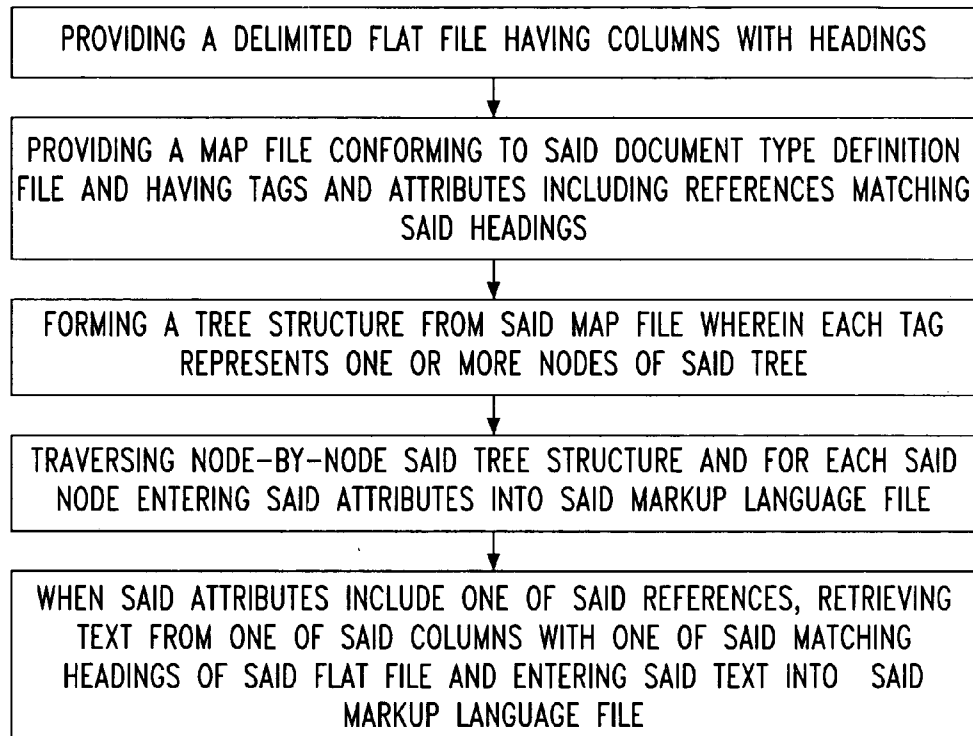 PROVIDING A DELIMITED FLAT FILE HAVING COLUMNS WITH HEADINGS
PROVIDING A MAP FILE CONFORMING TO SAID DOCUMENT TYPE DEFINITION
FILE AND HAVING TAGS AND ATTRIBUTES INCLUDING REFERENCES MATCHING
SAID HEADINGS
FORMING A TREE STRUCTURE FROM SAID MAP FILE WHEREIN EACH TAG
REPRESENTS ONE OR MORE NODES OF SAID TREE
TRAVERSING NODE-BY-NODE SAID TREE STRUCTURE AND FOR EACH SAID
NODE ENTERING SAID ATTRIBUTES INTO SAID MARKUP LANGUAGE FILE
WHEN SAID ATTRIBUTES INCLUDE ONE OF SAID REFERENCES, RETRIEVING
TEXT FROM ONE OF SAID COLUMNS WITH ONE OF SAID MATCHING
HEADINGS OF SAID FLAT FILE AND ENTERING SAID TEXT INTO SAID
MARKUP LANGUAGE FILE